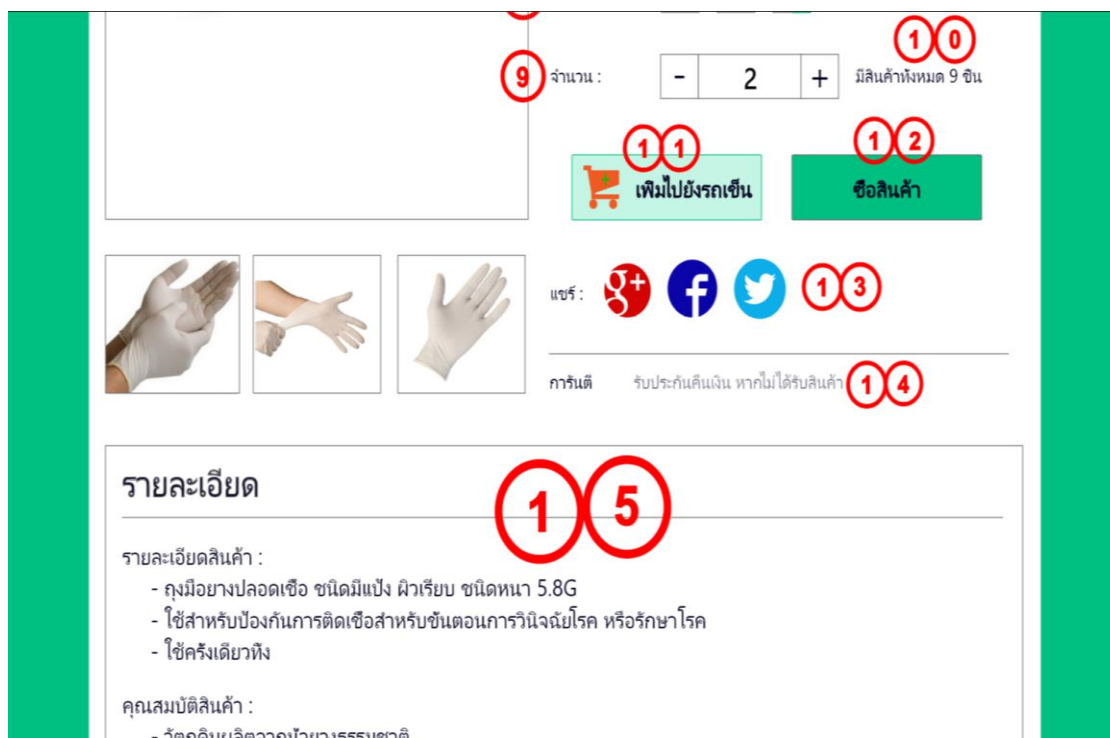 9 จำนวน : - 2 + มีสินค้าทังหมด 9 ชิน 10
11 12
เพิมไปยังรถเข็น ซือสินค้า
แชร์ : g+ f 13
การันตี รับประกันคืนเงิน หากไม่ได้รับสินค้า 14
รายละเอียด 15
รายละเอียดสินค้า :
- ถุงมือยางปลอดเชือ ชนิดมีแป้ง ผิวเรียบ ชนิดหนา 5.8G
- ใช้สำหรับป้องกันการติดเชือสำหรับขันตอนการวินิจฉัยโรค หรือรักษาโรค
- ใช้ครังเดียวทิง
คุณสมบัติสินค้า :